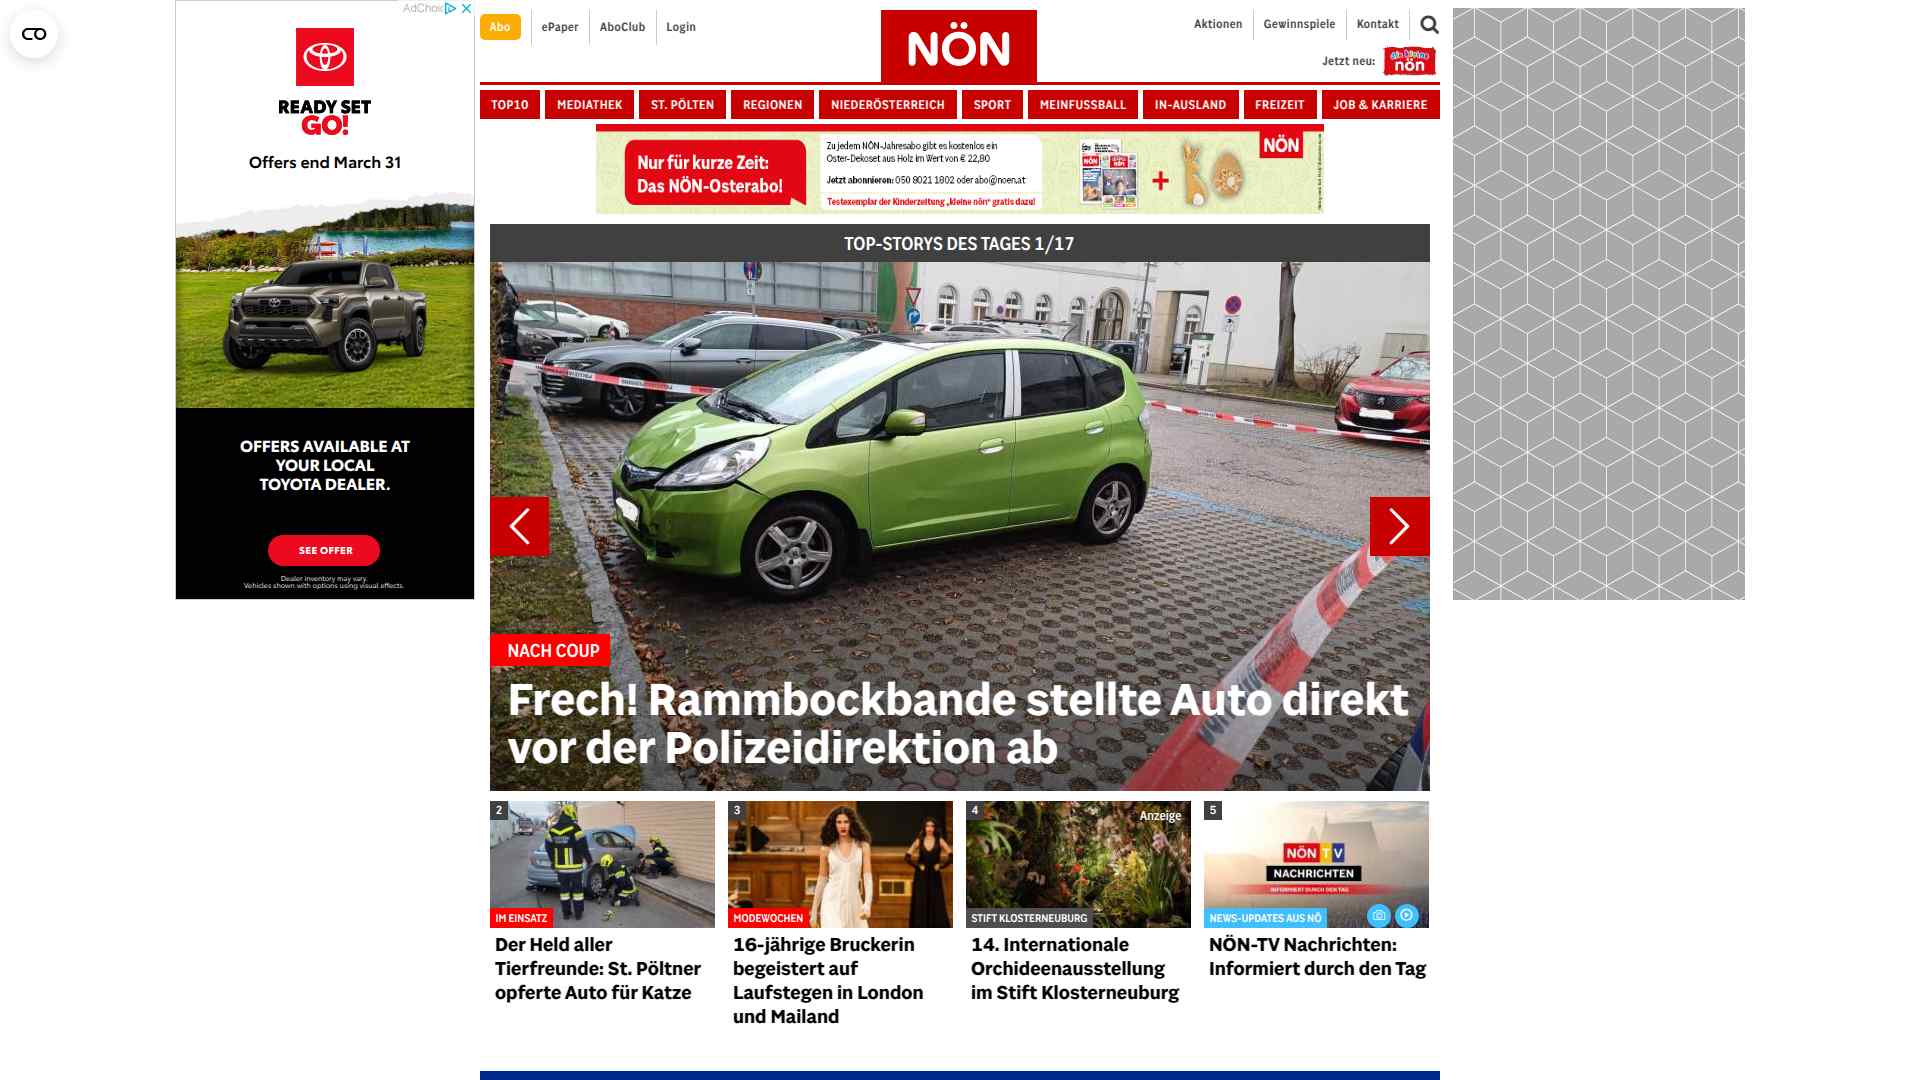 AdChoic
READY SET
GO!
Offers end March 31
OFFERS AVAILABLE AT
YOUR LOCAL
TOYOTA DEALER.
SEE OFFER
Dealer inventory may vary.
Vehicles shown with options using visual effects.
Abo
ePaper
AboClub
Login
NÖN
Aktionen
Gewinnspiele
Kontakt
Jetzt neu:
die kleine
nön
TOP10
MEDIATHEK
ST. PÖLTEN
REGIONEN
NIEDERÖSTERREICH
SPORT
MEINFUSSBALL
IN-AUSLAND
FREIZEIT
JOB & KARRIERE
Nur für kurze Zeit:
Das NÖN-Osterabo!
Zu jedem NÖN-Jahresabo gibt es kostenlos ein
Oster-Dekoset aus Holz im Wert von € 22,80
Jetzt abonnieren: 050 8021 1802 oder abo@noen.at
Testexemplar der Kinderzeitung „kleine nön“ gratis dazu!
+
NÖN
TOP-STORYS DES TAGES 1/17
NACH COUP
Frech! Rammbockbande stellte Auto direkt
vor der Polizeidirektion ab
2
IM EINSATZ
Der Held aller
Tierfreunde: St. Pöltner
opferte Auto für Katze
3
MODEWOCHEN
16-jährige Bruckerin
begeistert auf
Laufstegen in London
und Mailand
4
Anzeige
STIFT KLOSTERNEUBURG
14. Internationale
Orchideenausstellung
im Stift Klosterneuburg
5
NÖN TV
NACHRICHTEN
INFORMIERT DURCH DEN TAG
NEWS-UPDATES AUS NÖ
NÖN-TV Nachrichten:
Informiert durch den Tag